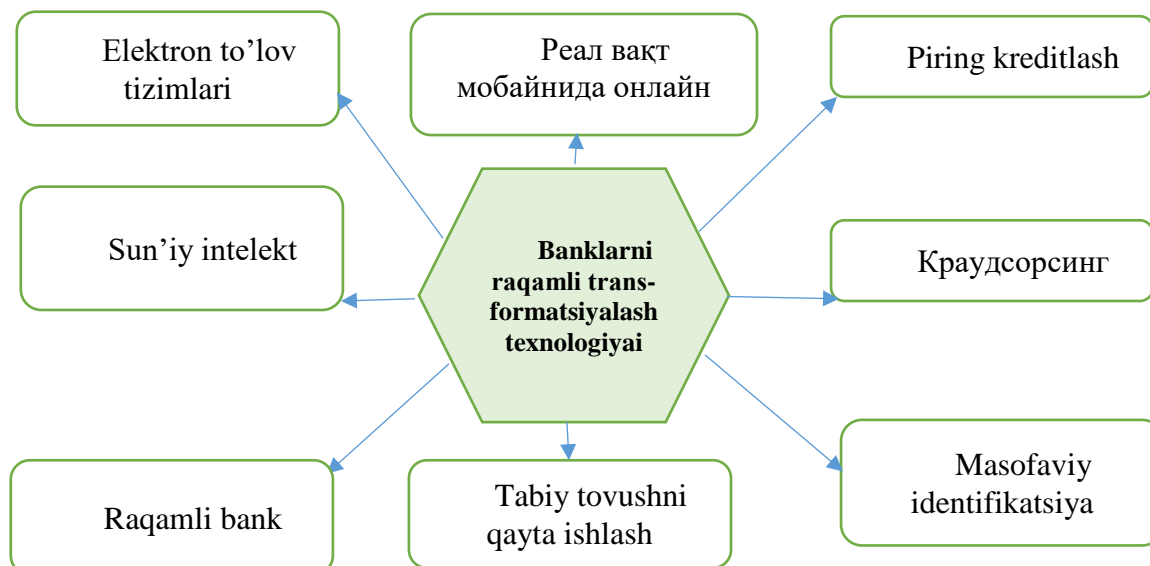 Elektron to’lov
tizimlari
Реал вақт
мобайнида онлайн
Piring kreditlash
Sun’iy intelekt
Banklarni
raqamli trans-
formatsiyalash
texnologiyai
Краудсорсинг
Raqamli bank
Tabiy tovushni
qayta ishlash
Masofaviy
identifikatsiya